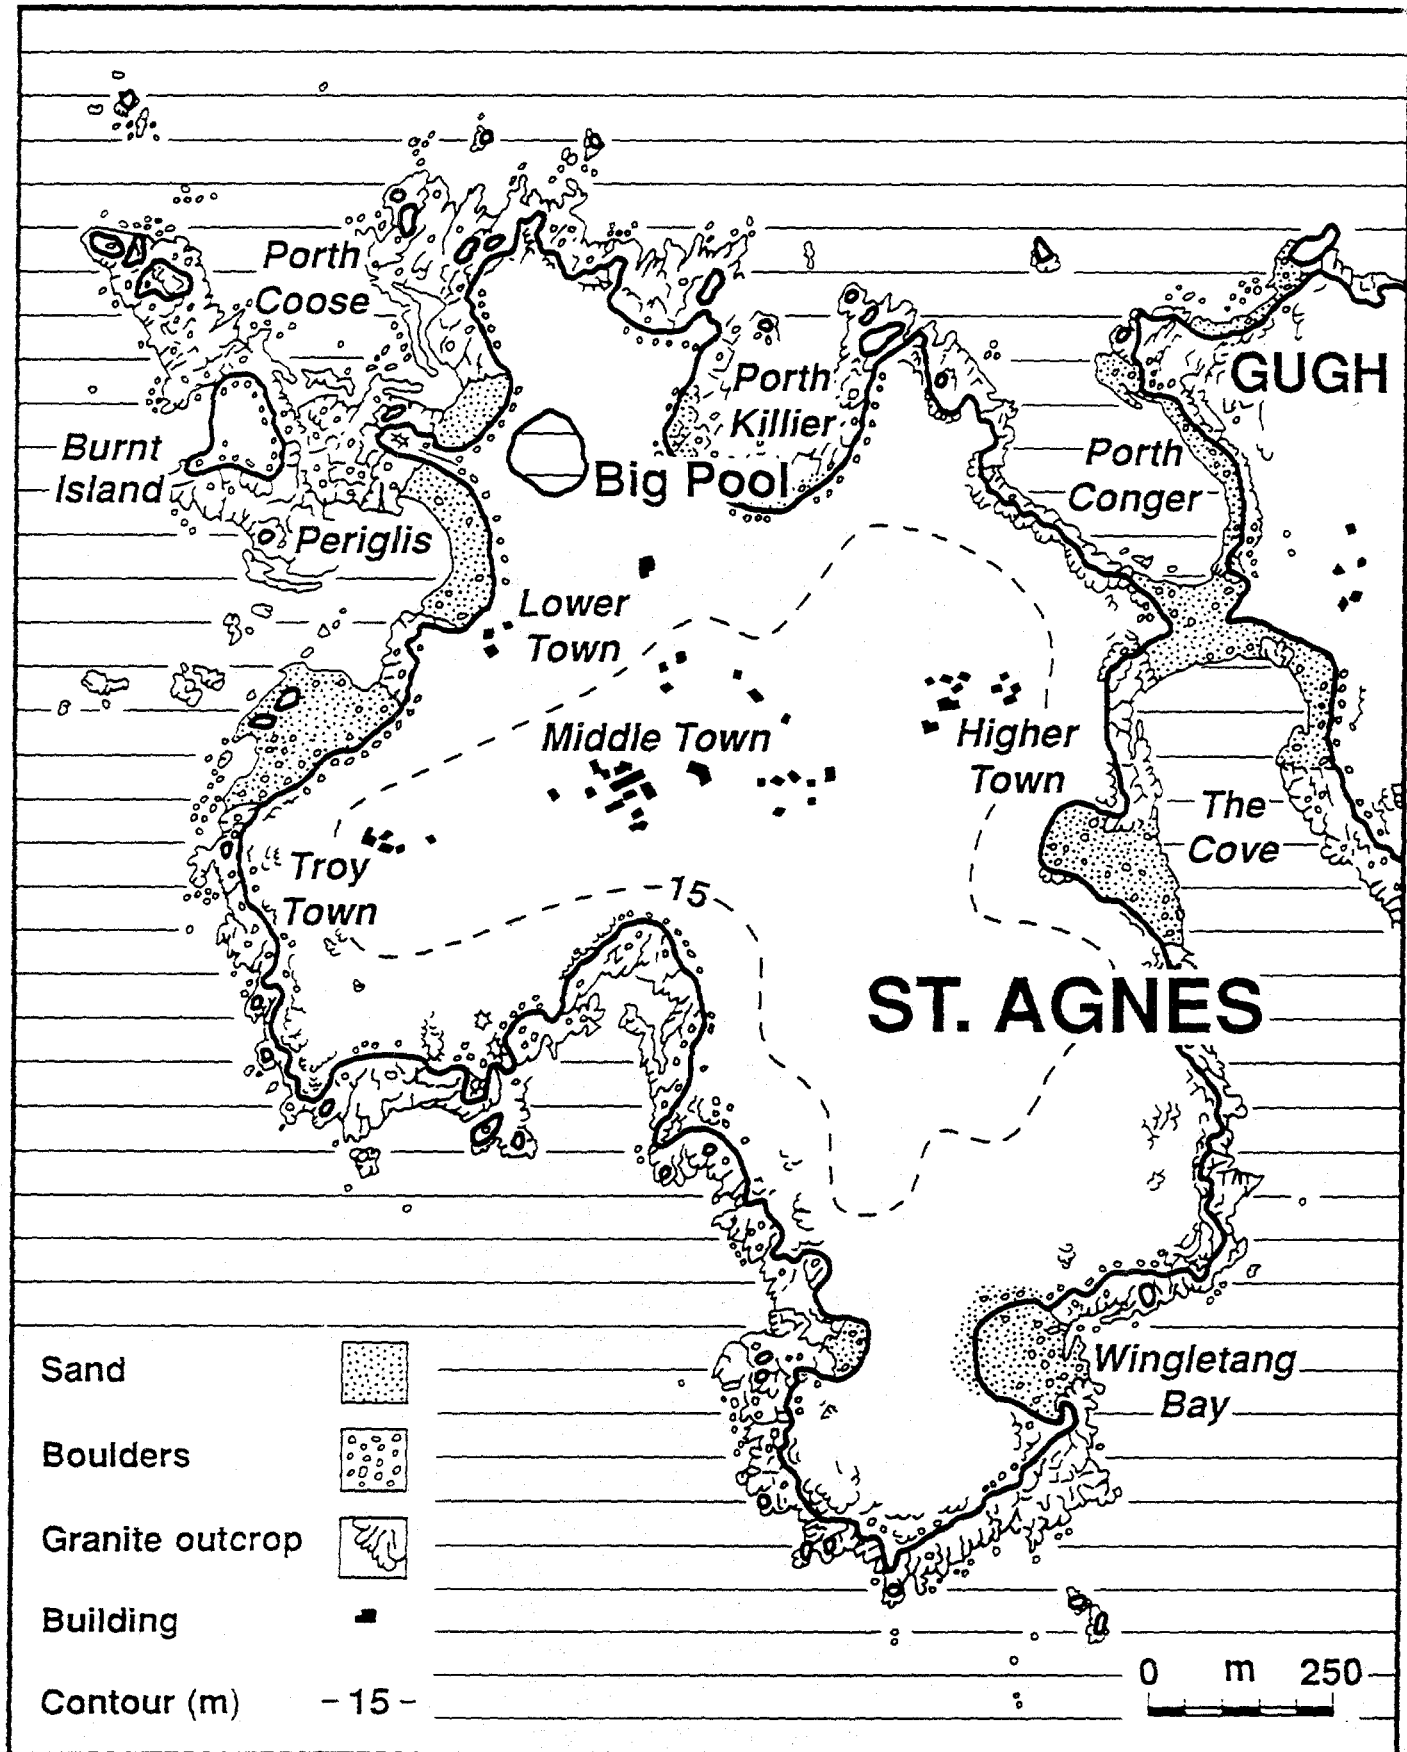 Porth
Coose
GUGH
Porth
Killier
Burnt
Island
Porth
Conger
Big Pool
Periglis
Lower
Town
Middle Town
Higher
Town
The
Cove
Troy
Town
15
ST. AGNES
Wingletang
Bay
Sand
Boulders
Granite outcrop
Building
Contour (m) -15-
0 m 250